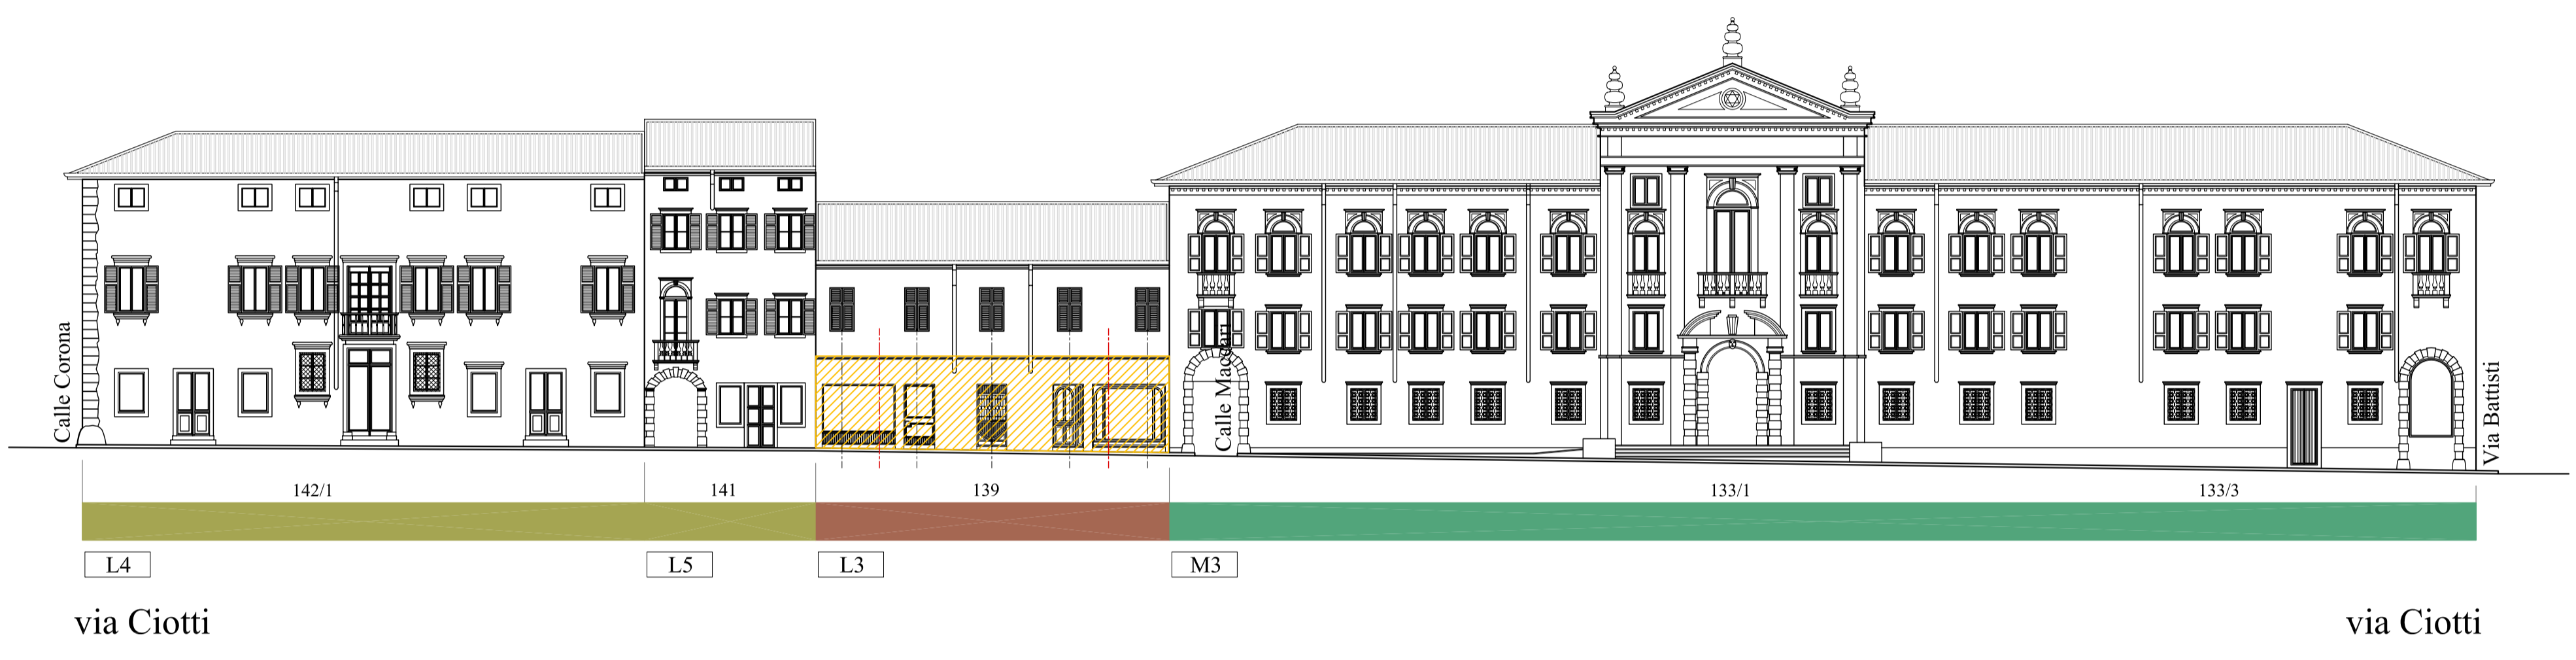 Calle Corona
Calle Maccari
Via Battisti
142/1
141
139
133/1
133/3
L4
L5
L3
M3
via Ciotti
via Ciotti